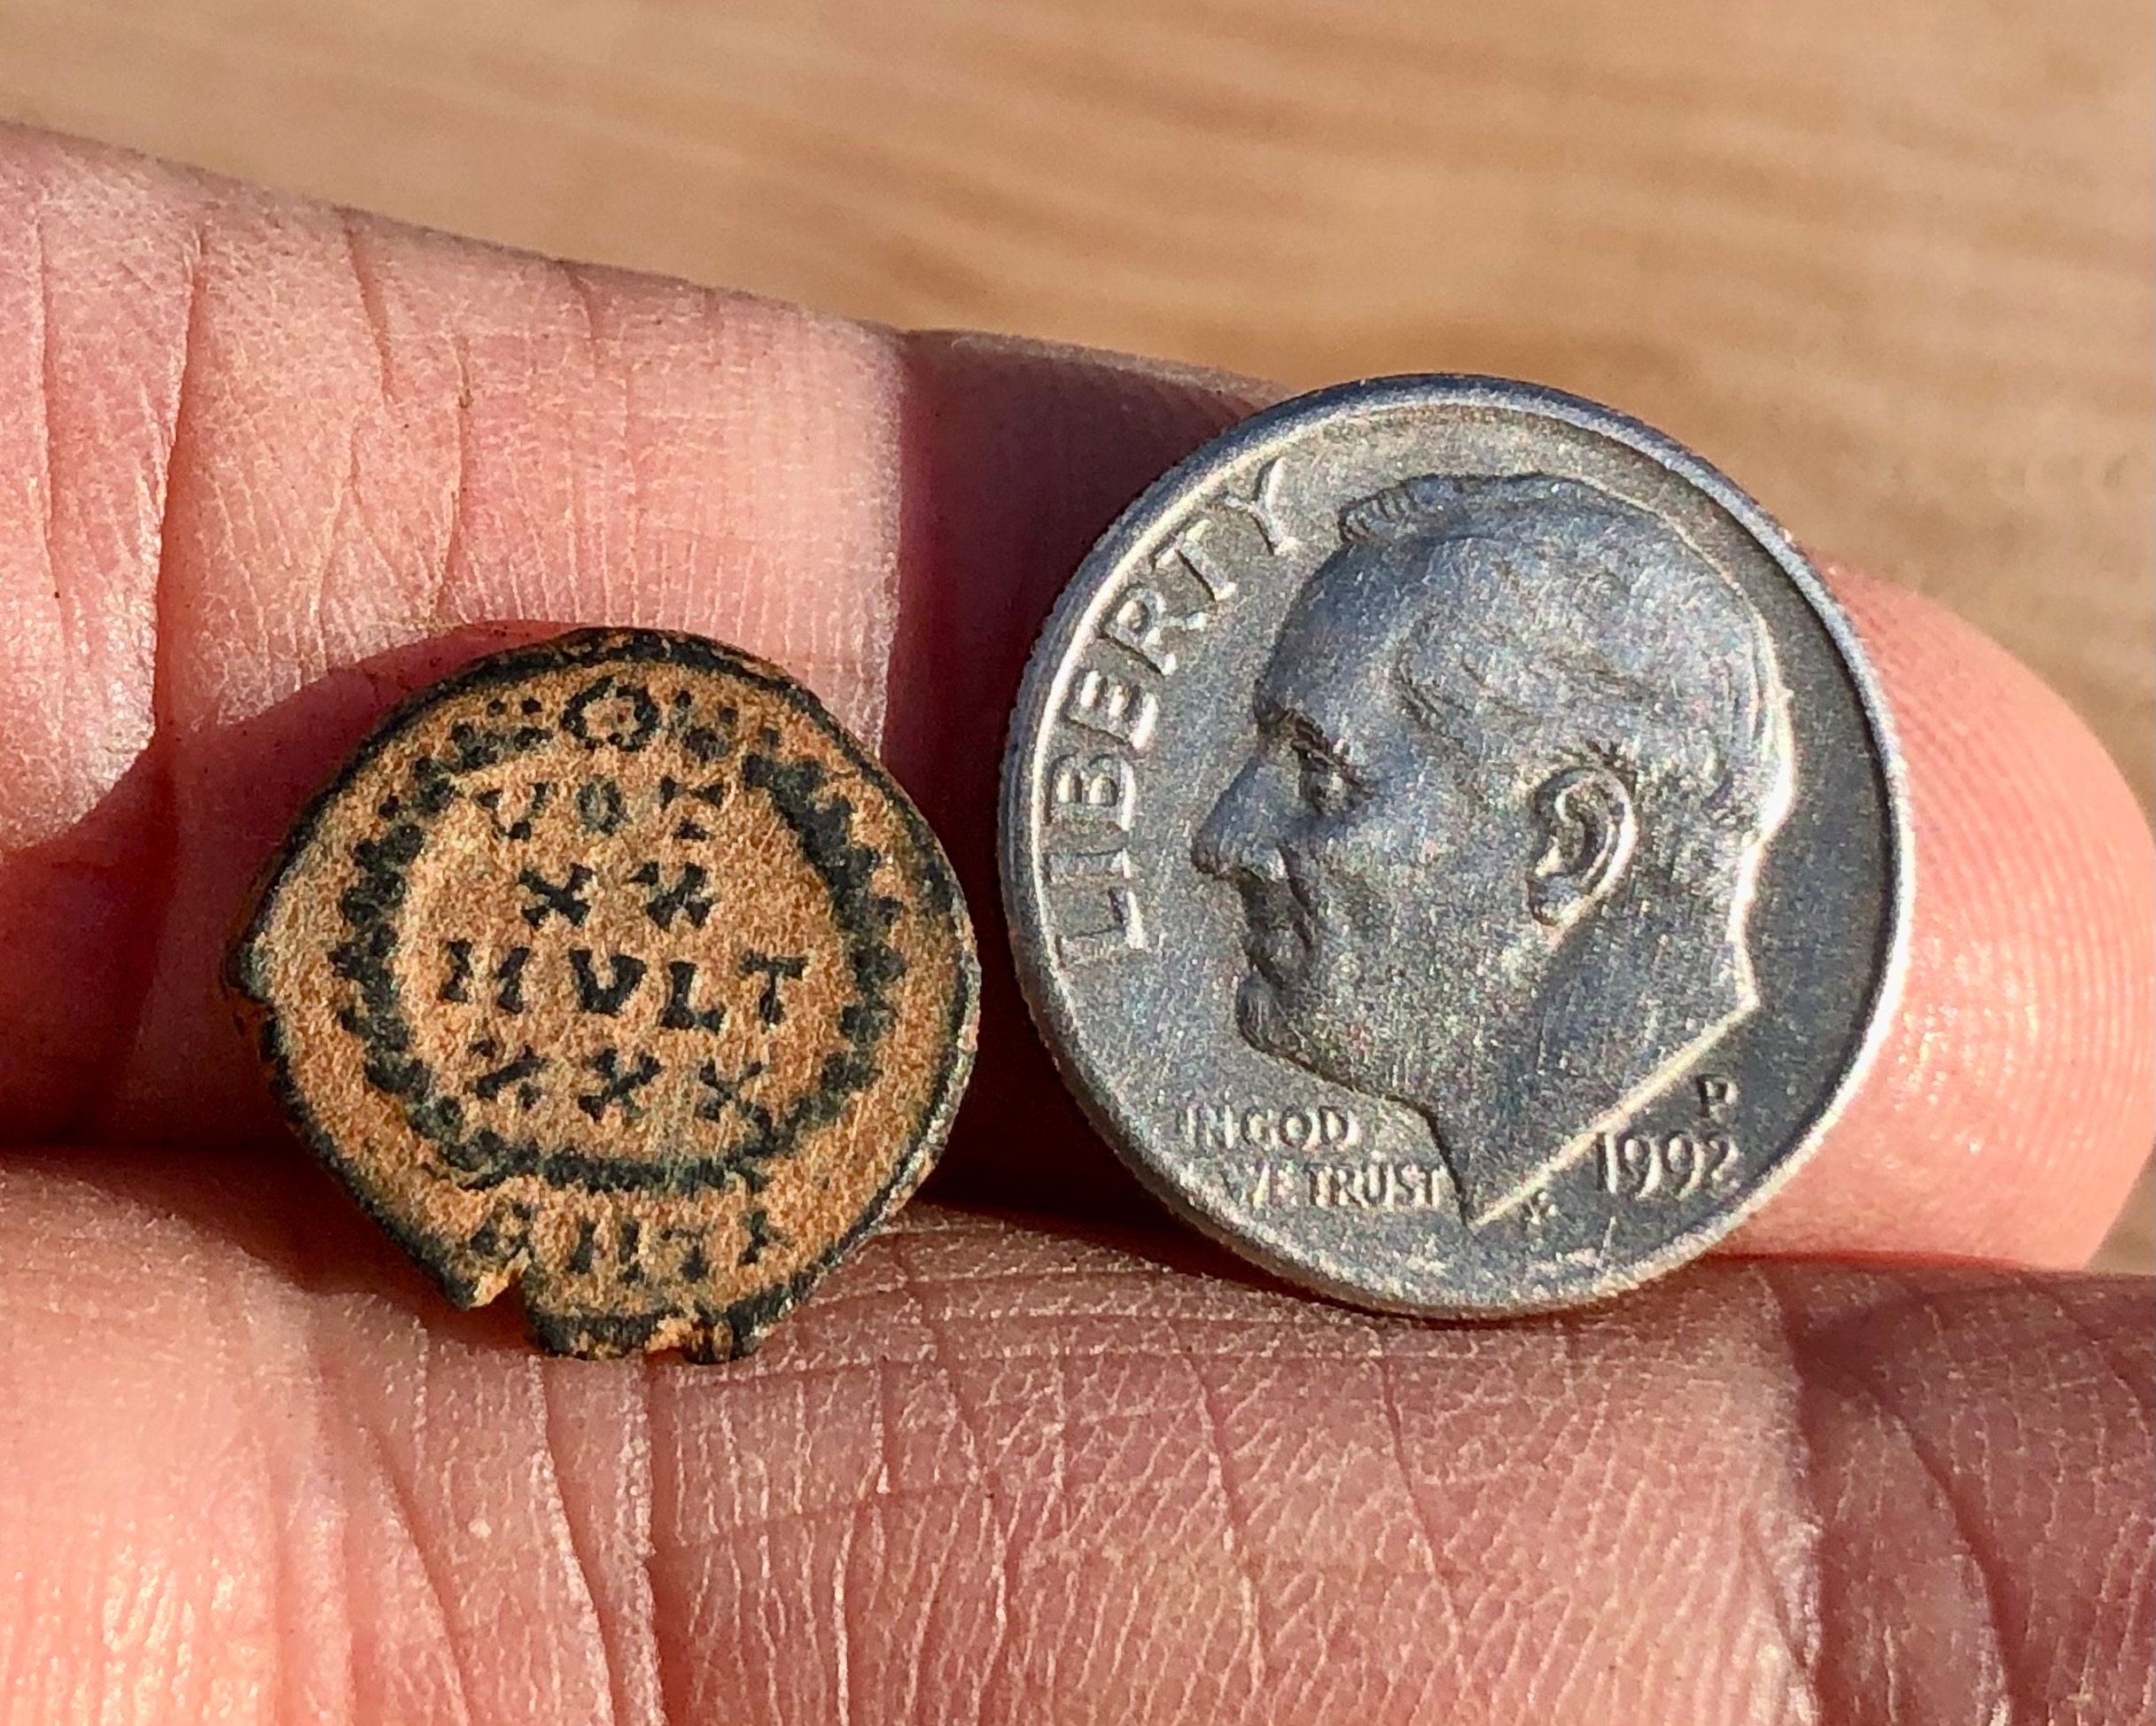 VOT
XX
MVLT
XXX
LIBERTY
IN GOD
WE TRUST
P
1992